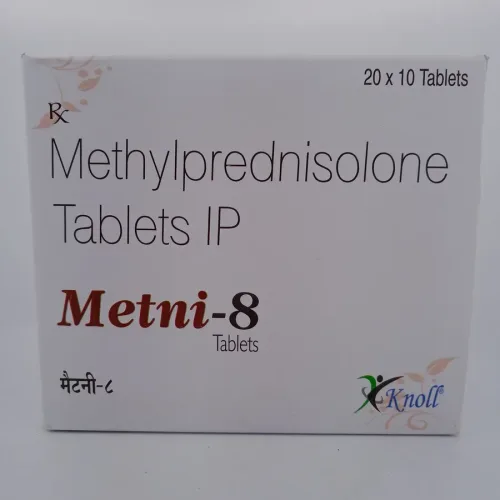 20 x 10 Tablets
Rx
Methylprednisolone
Tablets IP
Metni-8
Tablets
मैटनी-८
Knoll®